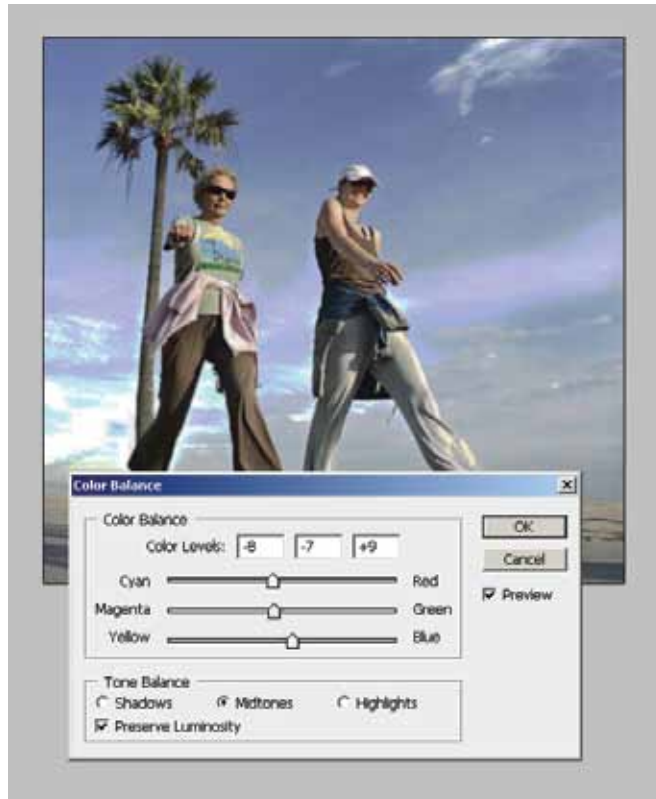 Color Balance
Color Balance
Color Levels: -8 -7 +9
Cyan Red
Magenta Green
Yellow Blue
OK
Cancel
Preview
Tone Balance
Shadows Midtones Highlights
Preserve Luminosity